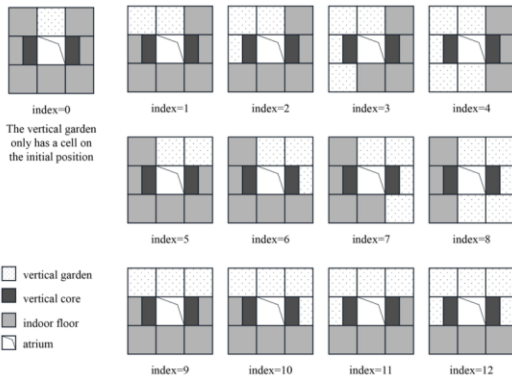 index=0
index=1
index=2
index=3
index=4
The vertical garden
only has a cell on
the initial position
index=5
index=6
index=7
index=8
vertical garden
vertical core
indoor floor
atrium
index=9
index=10
index=11
index=12